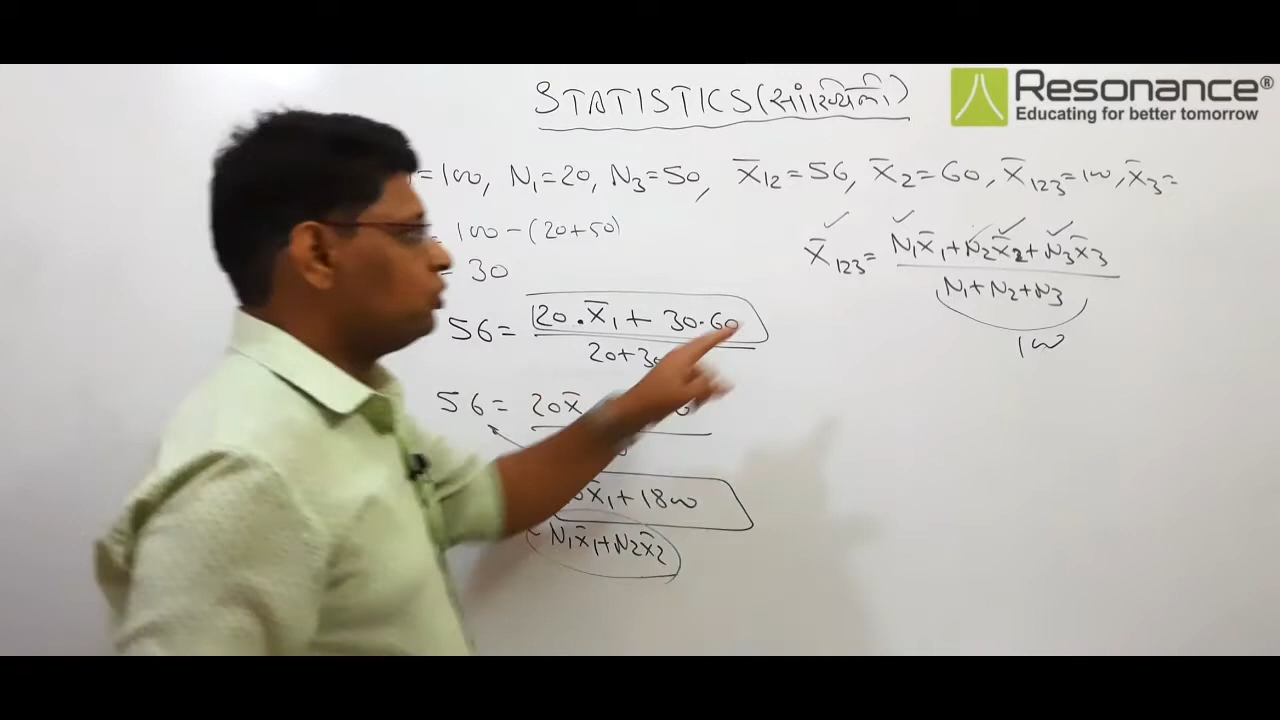 STATISTICS (સાંખ્યિકી)
Resonance®
Educating for better tomorrow
=100, N1=20, N3=50, X̄12=56, X̄2=60, X̄123=100, X̄3=
= 100-(20+50)
= 30
X̄123= N1X̄1+N2X̄2+N3X̄3
N1+N2+N3
100
56= 20.X̄1+ 30.60
20+30
56= 20X̄
X̄1+1800
N1X̄1+N2X̄2